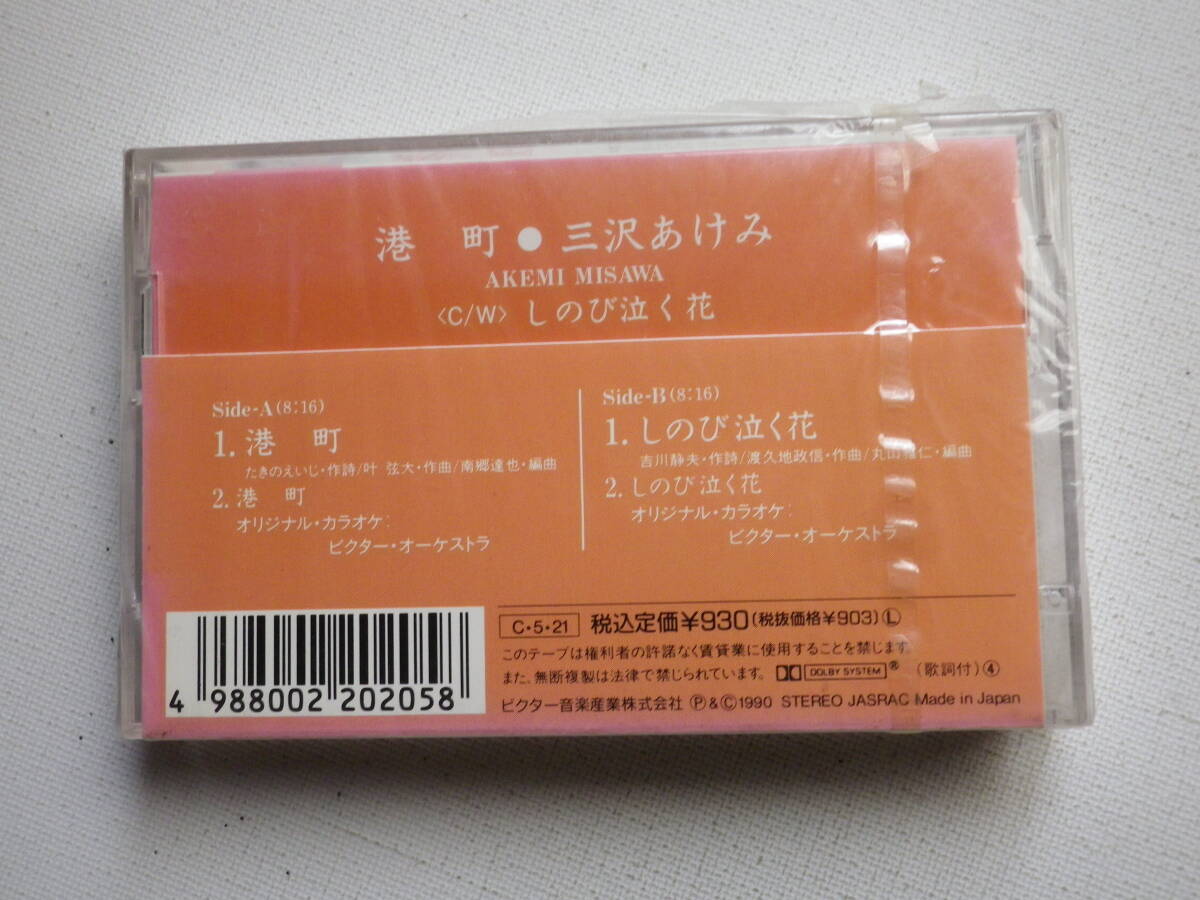 港 町●三沢あけみ
AKEMI MISAWA
〈C/W〉しのび泣く花
Side-A(8:16)
1. 港 町
たきのえいじ・作詩/叶 弦大・作曲/南郷達也・編曲
2. 港 町
オリジナル・カラオケ:
ビクター・オーケストラ
Side-B(8:16)
1. しのび泣く花
吉川静夫・作詩/渡久地政信・作曲/丸山雅仁・編曲
2. しのび泣く花
オリジナル・カラオケ:
ビクター・オーケストラ
4 988002 202058
C・5・21 税込定価¥930(税抜価格¥903)Ⓛ
このテープは権利者の許諾なく賃貸業に使用することを禁じます。
また、無断複製は法律で禁じられています。 DOLBY SYSTEM® (歌詞付)④
ビクター音楽産業株式会社 Ⓟ&Ⓒ1990 STEREO JASRAC Made in Japan